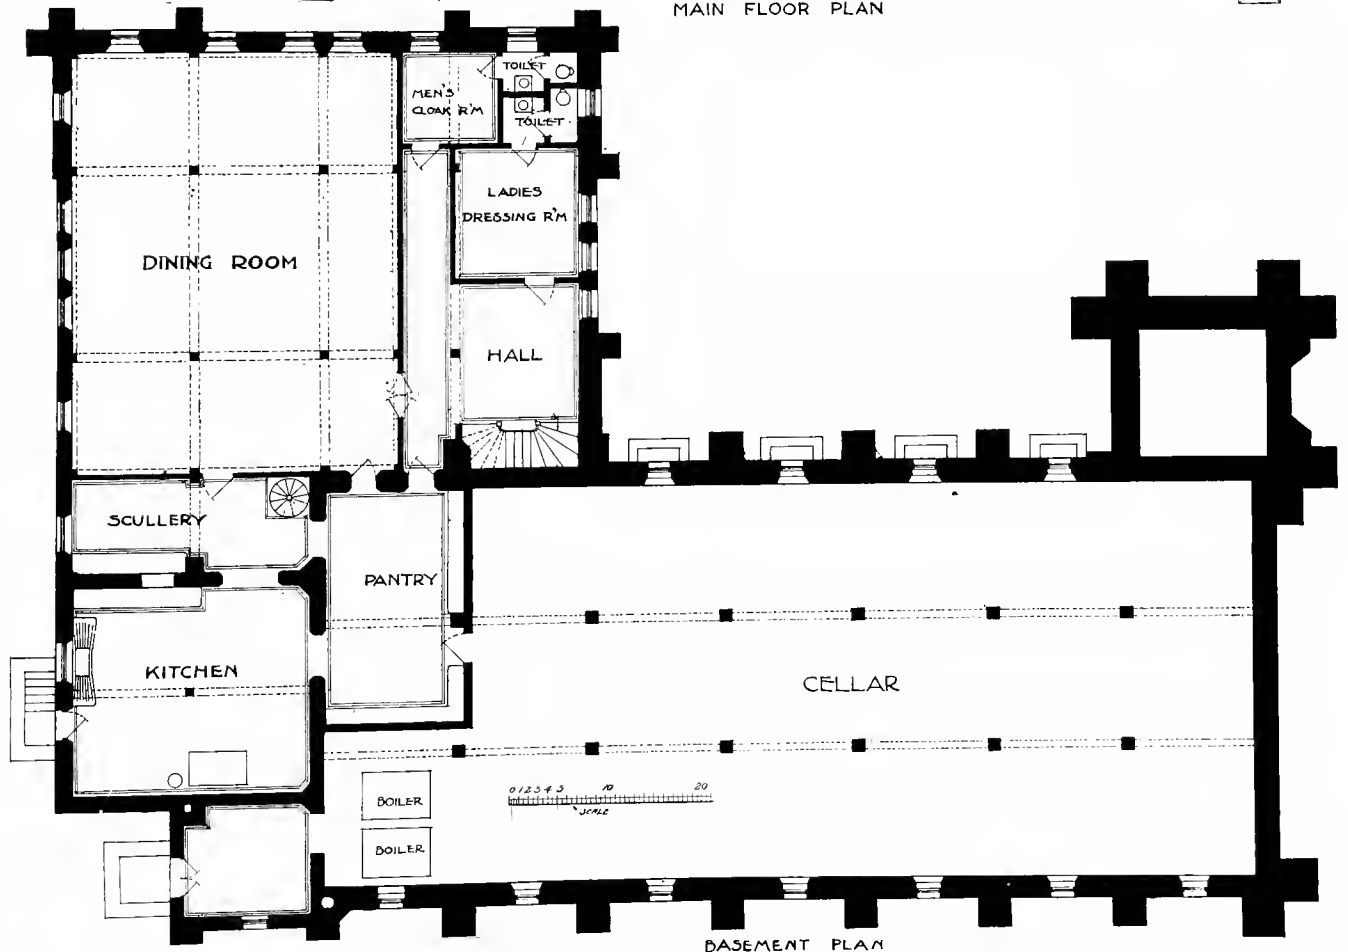 MAIN FLOOR PLAN
TOILET
MEN'S
CLOAK R'M
TOILET
LADIES
DRESSING R'M
DINING ROOM
HALL
SCULLERY
PANTRY
KITCHEN
CELLAR
0 1 2 3 4 5 10 20
SCALE
BOILER
BOILER
BASEMENT PLAN